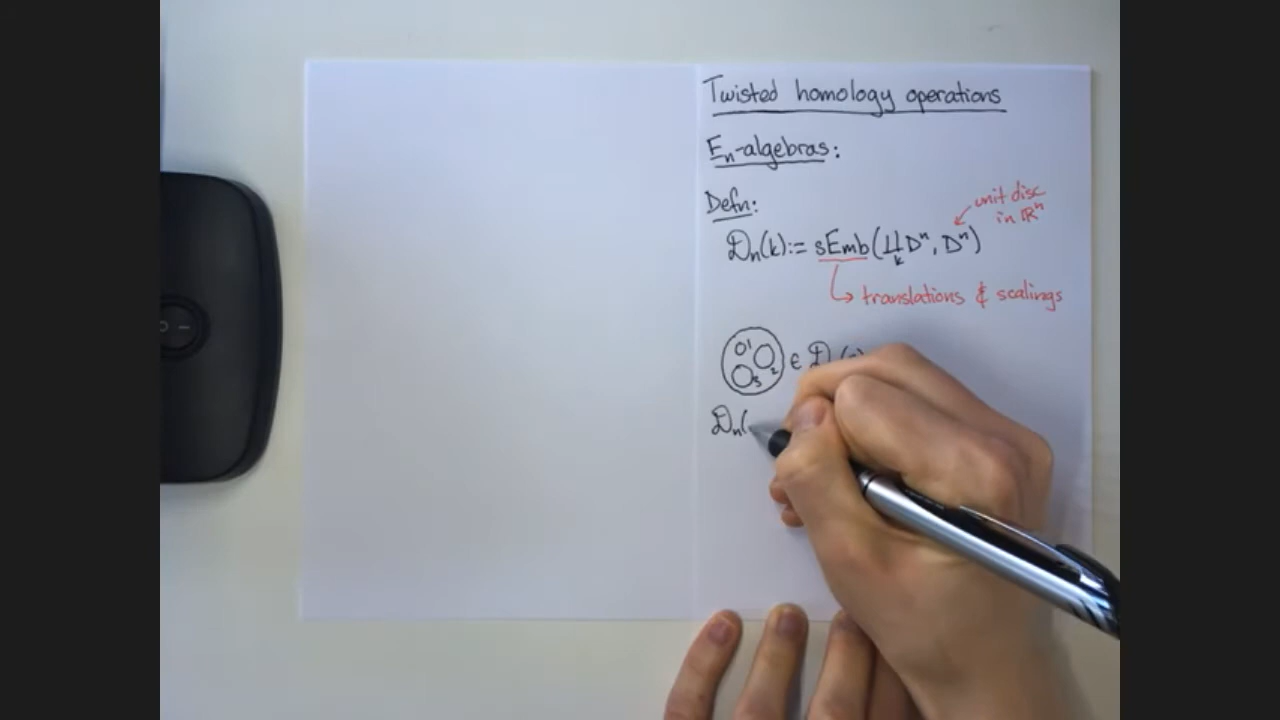 Twisted homology operations
Eₙ-algebras:
Defn:
𝒟ₙ(k) := sEmb(∐ₖ Dⁿ, Dⁿ)
unit disc
in ℝⁿ
translations & scalings
1 2 3 ∈ 𝒟
𝒟ₙ(